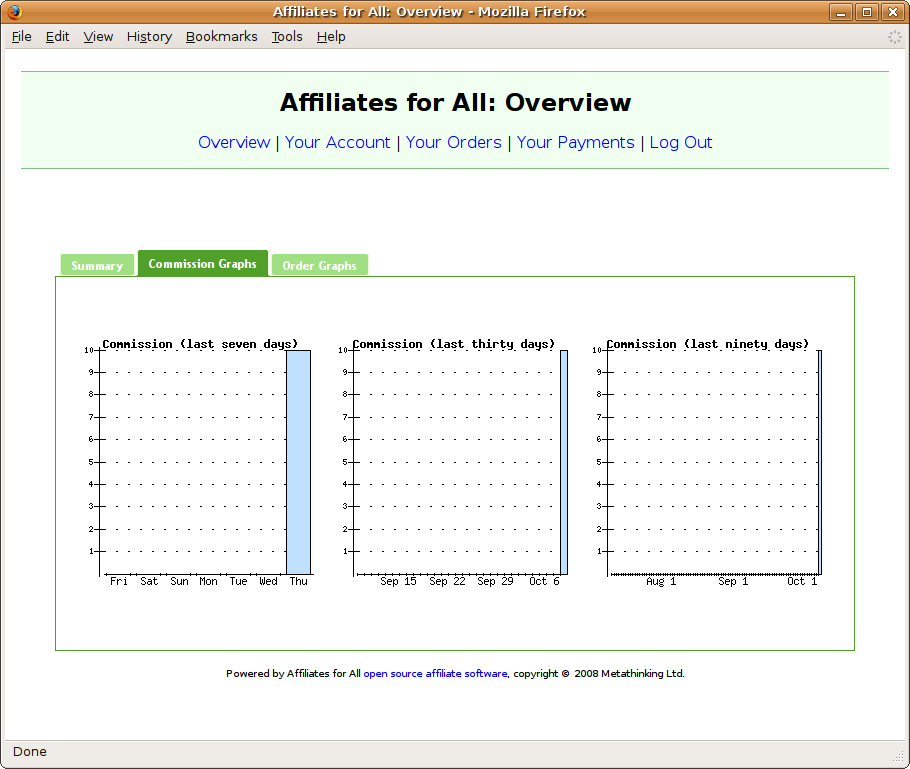 Affiliates for All: Overview - Mozilla Firefox
File Edit View History Bookmarks Tools Help
Affiliates for All: Overview
Overview | Your Account | Your Orders | Your Payments | Log Out
Summary Commission Graphs Order Graphs
Commission (last seven days)
10
9
8
7
6
5
4
3
2
1
Fri Sat Sun Mon Tue Wed Thu
Commission (last thirty days)
10
9
8
7
6
5
4
3
2
1
Sep 15 Sep 22 Sep 29 Oct 6
Commission (last ninety days)
10
9
8
7
6
5
4
3
2
1
Aug 1 Sep 1 Oct 1
Powered by Affiliates for All open source affiliate software, copyright © 2008 Metathinking Ltd.
Done